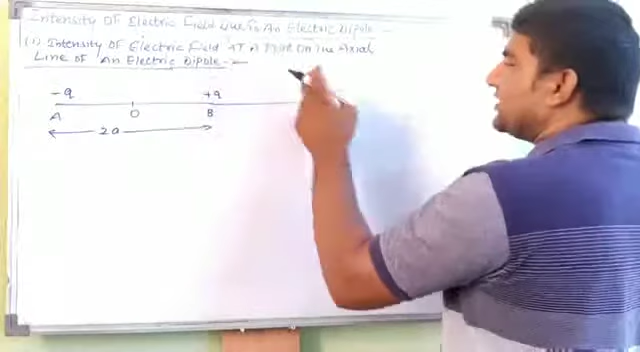 Intensity OF Electric Field Due To An Electric Dipole -
(i) Intensity OF Electric Field AT A Point On The Axial
Line OF An Electric Dipole :-
-q +q
A O B
2a